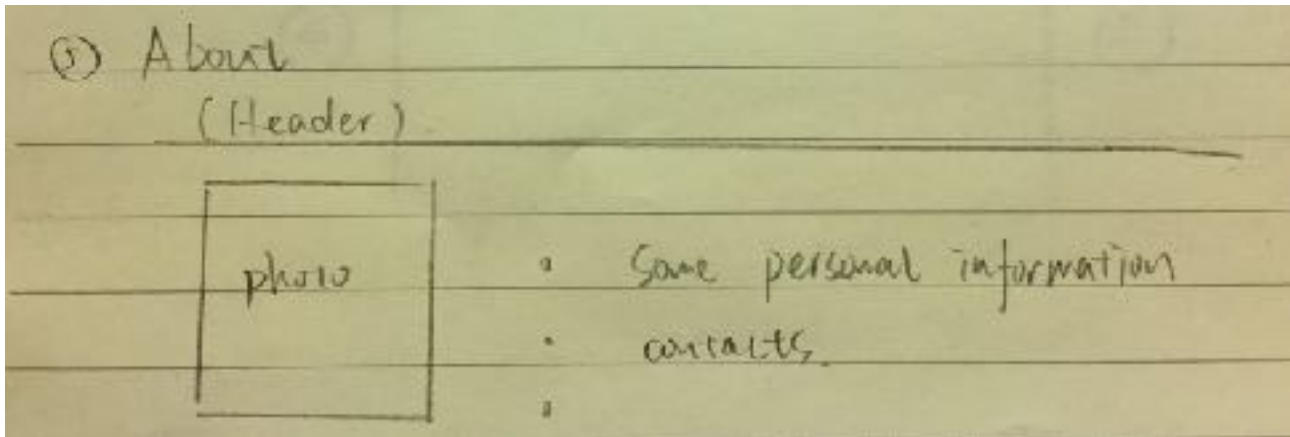 ⑤ About
(Header)
photo
• Some personal information
• contacts.
•